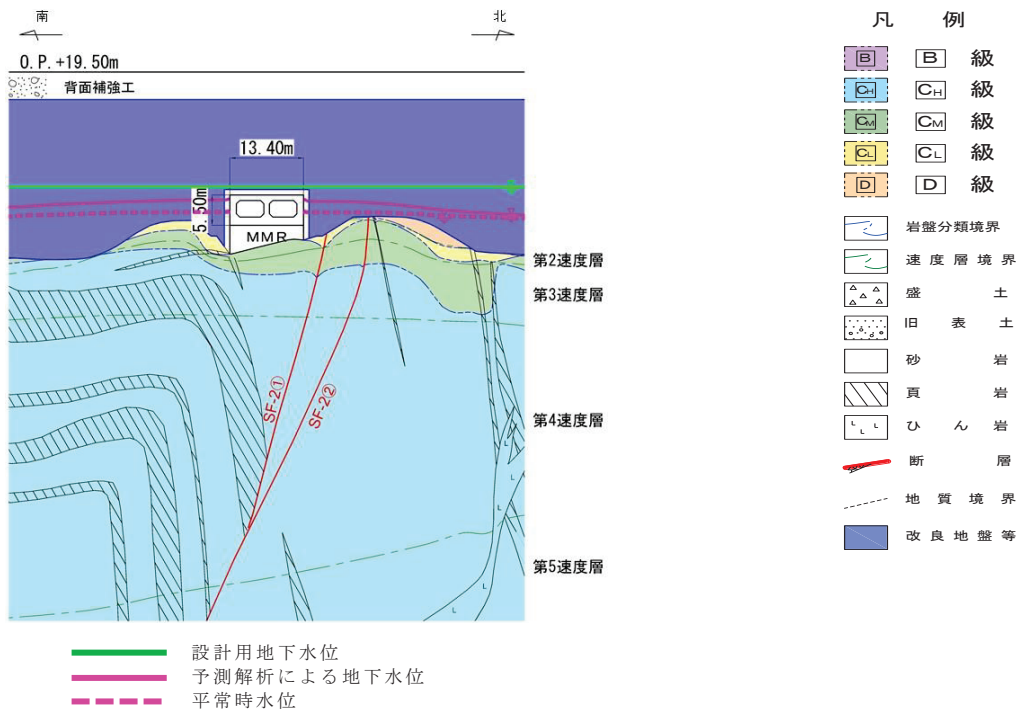 南
北
O.P.+19.50m
背面補強工
13.40m
5.50m
MMR
第2速度層
第3速度層
SF-2①
SF-2②
第4速度層
第5速度層
L
L
L
L
設計用地下水位
予測解析による地下水位
平常時水位
凡 例
B B 級
CH CH 級
CM CM 級
CL CL 級
D D 級
岩盤分類境界
速度層境界
盛土
旧表土
砂岩
頁岩
L L L ひん岩
断層
地質境界
改良地盤等